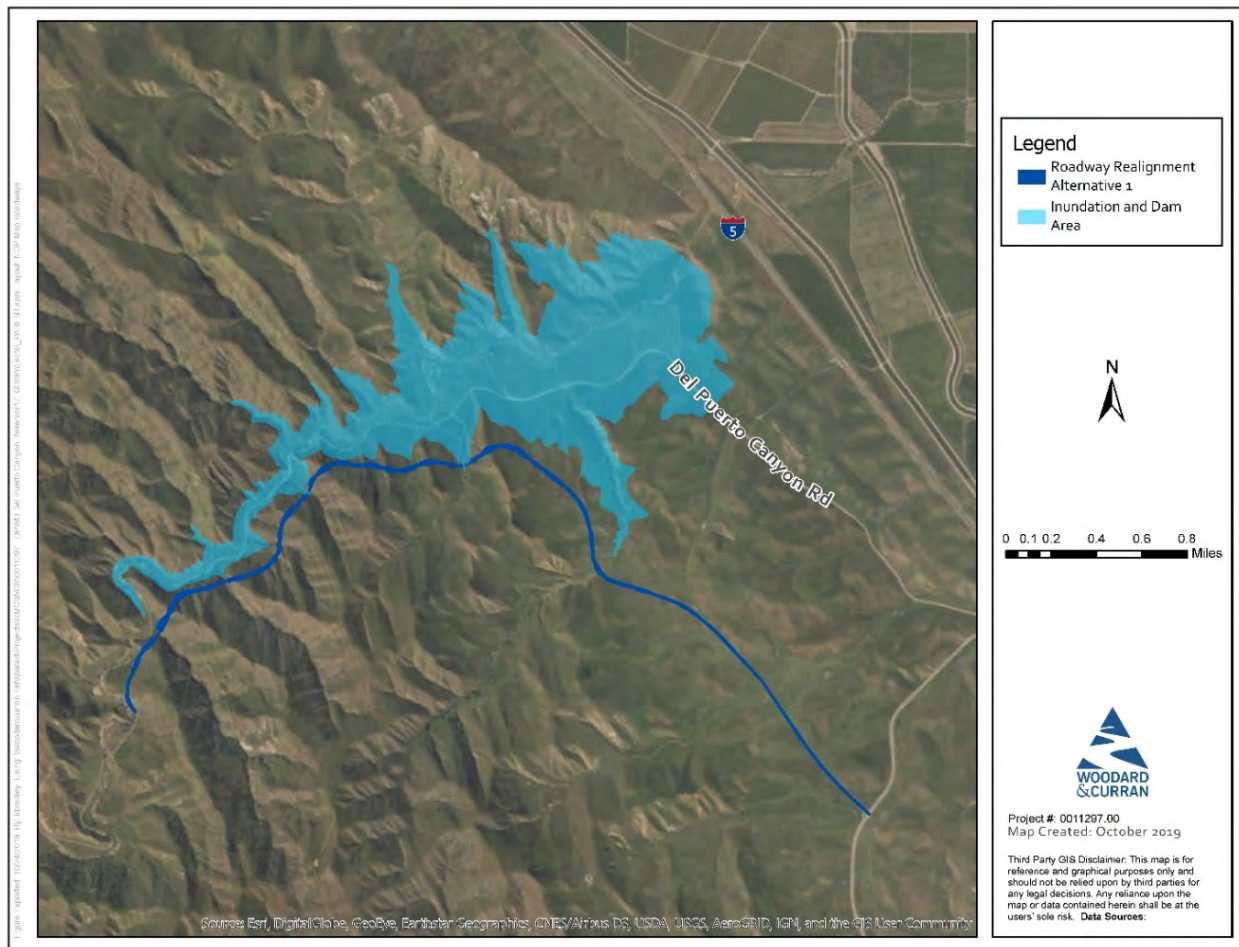 5
Del Puerto Canyon Rd
Source: Esri, DigitalGlobe, GeoEye, Earthstar Geographics, CNES/Airbus DS, USDA, USGS, AeroGRID, IGN, and the GIS User Community
Legend
Roadway Realignment
Alternative 1
Inundation and Dam
Area
N
0 0.1 0.2 0.4 0.6 0.8
Miles
WOODARD
&CURRAN
Project #: 0011297.00
Map Created: October 2019
Third Party GIS Disclaimer: This map is for
reference and graphical purposes only and
should not be relied upon by third parties for
any legal decisions. Any reliance upon the
map or data contained herein shall be at the
users' sole risk. Data Sources: